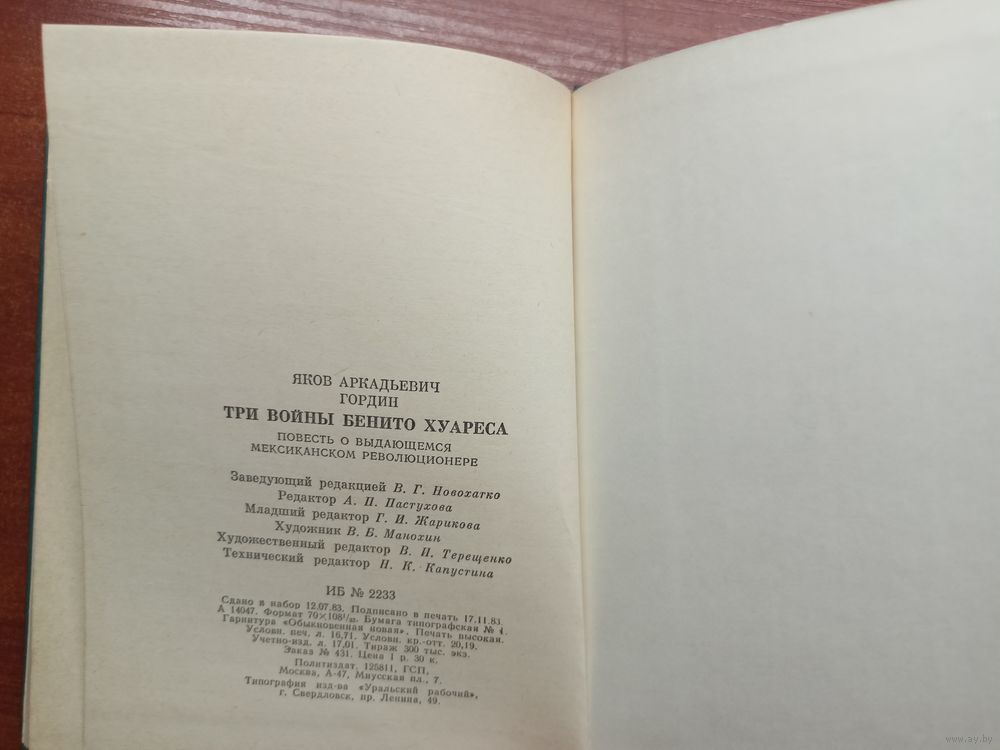 ЯКОВ АРКАДЬЕВИЧ
ГОРДИН
ТРИ ВОЙНЫ БЕНИТО ХУАРЕСА
ПОВЕСТЬ О ВЫДАЮЩЕМСЯ
МЕКСИКАНСКОМ РЕВОЛЮЦИОНЕРЕ
Заведующий редакцией В. Г. Новохатко
Редактор А. П. Пастухова
Младший редактор Г. И. Жарикова
Художник В. Б. Манохин
Художественный редактор В. И. Терещенко
Технический редактор Н. К. Капустина
ИБ № 2233
Сдано в набор 12.07.83. Подписано в печать 17.11.83.
А 14047. Формат 70×108¹/₃₂. Бумага типографская № 1.
Гарнитура «Обыкновенная новая». Печать высокая.
Условн. печ. л. 16,71. Условн. кр.-отт. 20,19.
Учетно-изд. л. 17,01. Тираж 300 тыс. экз.
Заказ № 431. Цена 1 р. 30 к.
Политиздат, 125811, ГСП,
Москва, А-47, Миусская пл., 7.
Типография изд-ва «Уральский рабочий»,
г. Свердловск, пр. Ленина, 49.
www.ay.by